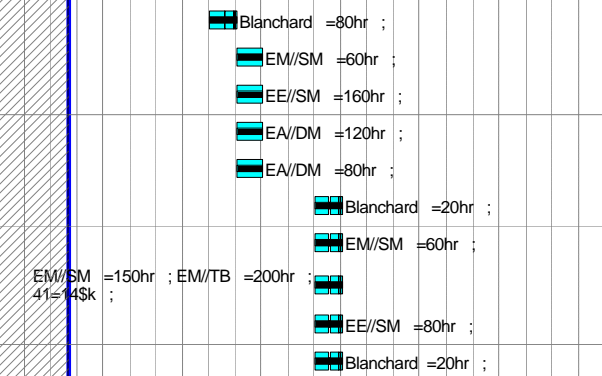 Blanchard =80hr ;
EM//SM =60hr ;
EE//SM =160hr ;
EA//DM =120hr ;
EA//DM =80hr ;
Blanchard =20hr ;
EM//SM =60hr ;
EM//SM =150hr ; EM//TB =200hr ;
41=14$k ;
EE//SM =80hr ;
Blanchard =20hr ;